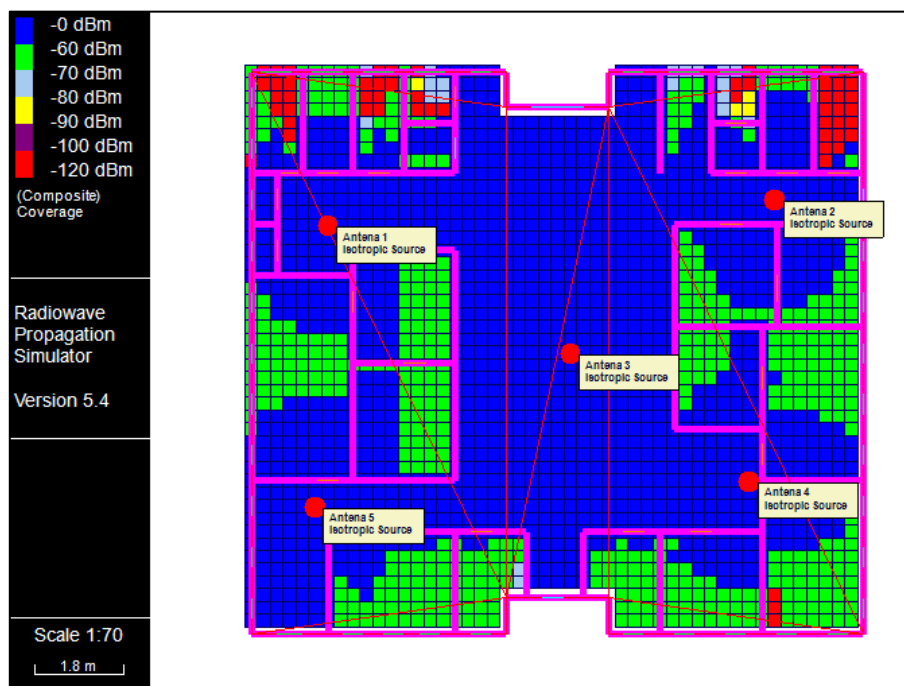 -0 dBm
-60 dBm
-70 dBm
-80 dBm
-90 dBm
-100 dBm
-120 dBm
(Composite)
Coverage
Radiowave
Propagation
Simulator
Version 5.4
Scale 1:70
1.8 m
Antena 1
Isotropic Source
Antena 2
Isotropic Source
Antena 3
Isotropic Source
Antena 4
Isotropic Source
Antena 5
Isotropic Source